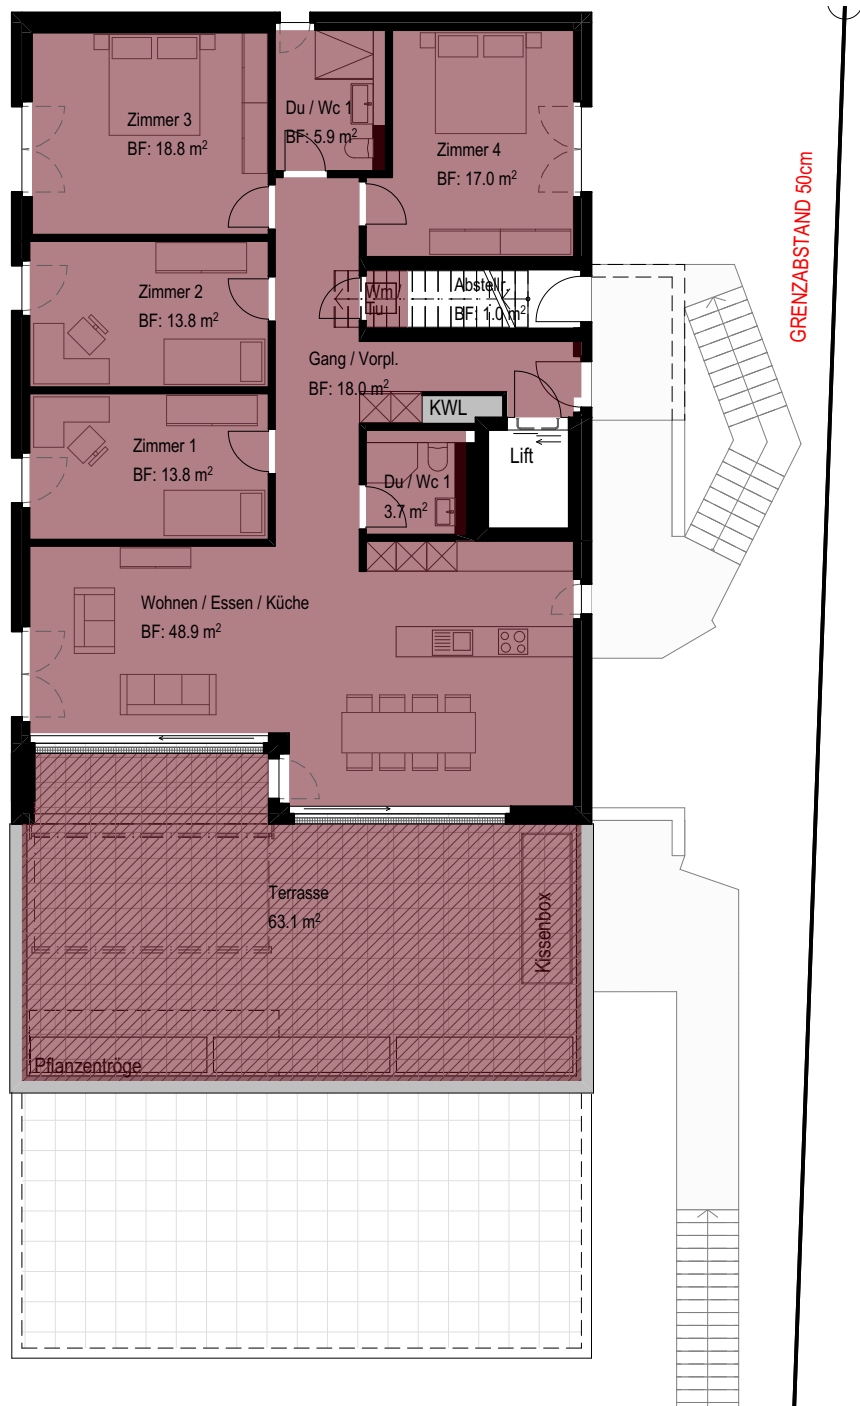 Zimmer 3
BF: 18.8 m²
Du / Wc 1
BF: 5.9 m²
Zimmer 4
BF: 17.0 m²
GRENZABSTAND 50cm
Zimmer 2
BF: 13.8 m²
Wm /
Tu
Abstellr.
BF: 1.0 m²
Gang / Vorpl.
BF: 18.0 m²
KWL
Zimmer 1
BF: 13.8 m²
Lift
Du / Wc 1
3.7 m²
Wohnen / Essen / Küche
BF: 48.9 m²
Terrasse
63.1 m²
Kissenbox
Pflanzentröge